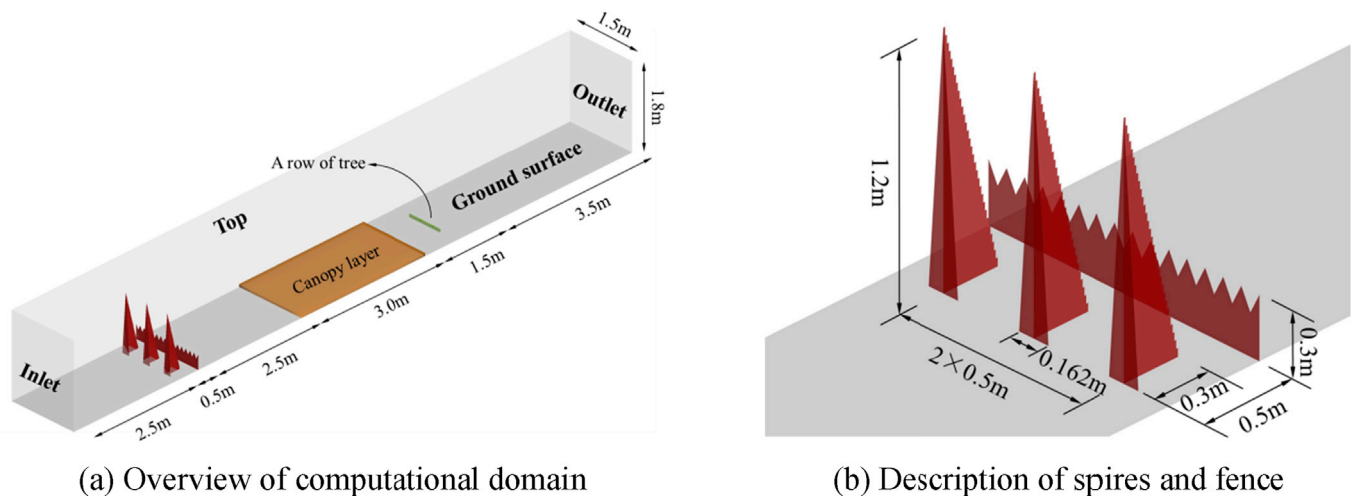 1.5m
Outlet
1.8m
A row of tree
Ground surface
3.5m
Top
1.5m
Canopy layer
3.0m
2.5m
Inlet
0.5m
2.5m
1.2m
2×0.5m
0.162m
0.3m
0.3m
0.5m
(a) Overview of computational domain
(b) Description of spires and fence